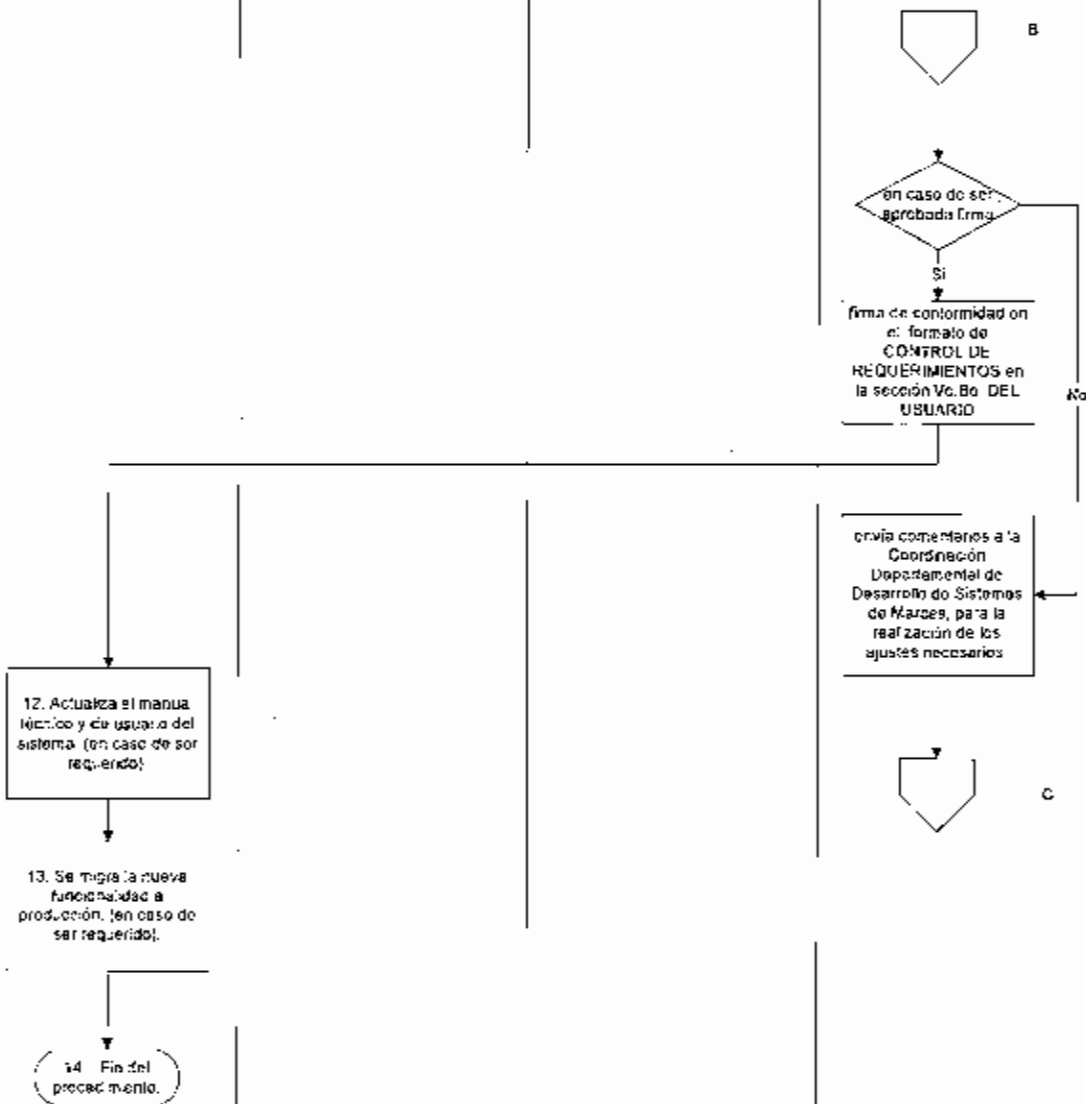 B
en caso de ser
aprobada firma
Si
firma de conformidad en
el formato de
CONTROL DE
REQUERIMIENTOS en
la sección Vo.Bo. DEL
USUARIO
No
envía comentarios a la
Coordinación
Departamental de
Desarrollo de Sistemas
de Marcas, para la
realización de los
ajustes necesarios
12. Actualiza el manua
técnico y de usuario del
sistema. (en caso de ser
requerido)
C
13. Se migra la nueva
funcionalidad a
producción. (en caso de
ser requerido).
14. Fin del
procedimiento.